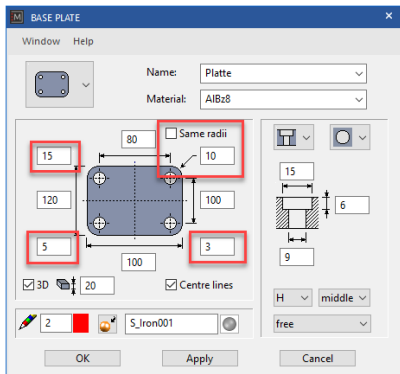 M BASE PLATE ×
Window Help
Name: Platte
Material: AlBz8
80 Same radii
15 10 15
120 100 6
5 3 9
100
3D 20 Centre lines
H middle
2 S_Iron001 free
OK Apply Cancel